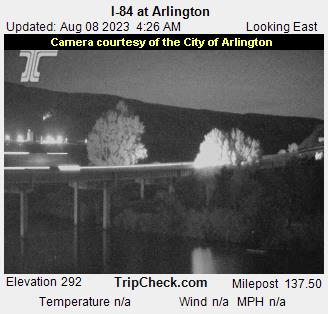 I-84 at Arlington
Updated: Aug 08 2023 4:26 AM Looking East
Camera courtesy of the City of Arlington
Elevation 292 TripCheck.com Milepost 137.50
Temperature n/a Wind n/a MPH n/a